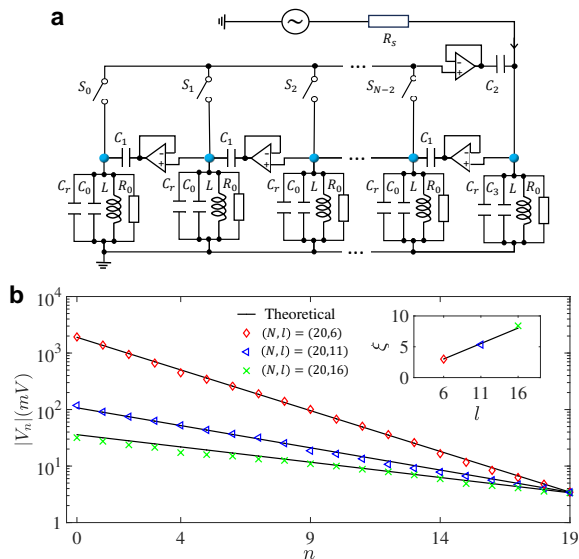 a
R_s
S_0 S_1 S_2 ... S_{N-2} - + C_2
C_1 - + C_1 - + ... C_1 - +
C_r C_0 L R_0 C_r C_0 L R_0 C_r C_0 L R_0 C_r C_0 L R_0 C_r C_3 L R_0
...
b
10^4
10^3
10^2
10
1
|V_n|(mV)
Theoretical
(N, l) = (20,6)
(N, l) = (20,11)
(N, l) = (20,16)
10
5
0
ξ
6 11 16
l
0 4 9 14 19
n